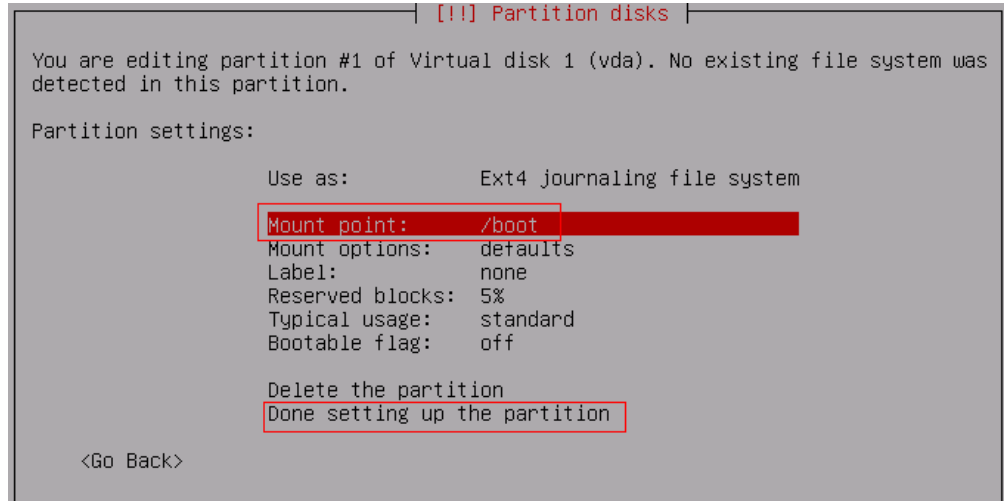 [!!] Partition disks
You are editing partition #1 of Virtual disk 1 (vda). No existing file system was
detected in this partition.
Partition settings:
Use as: Ext4 journaling file system
Mount point: /boot
Mount options: defaults
Label: none
Reserved blocks: 5%
Typical usage: standard
Bootable flag: off
Delete the partition
Done setting up the partition
<Go Back>